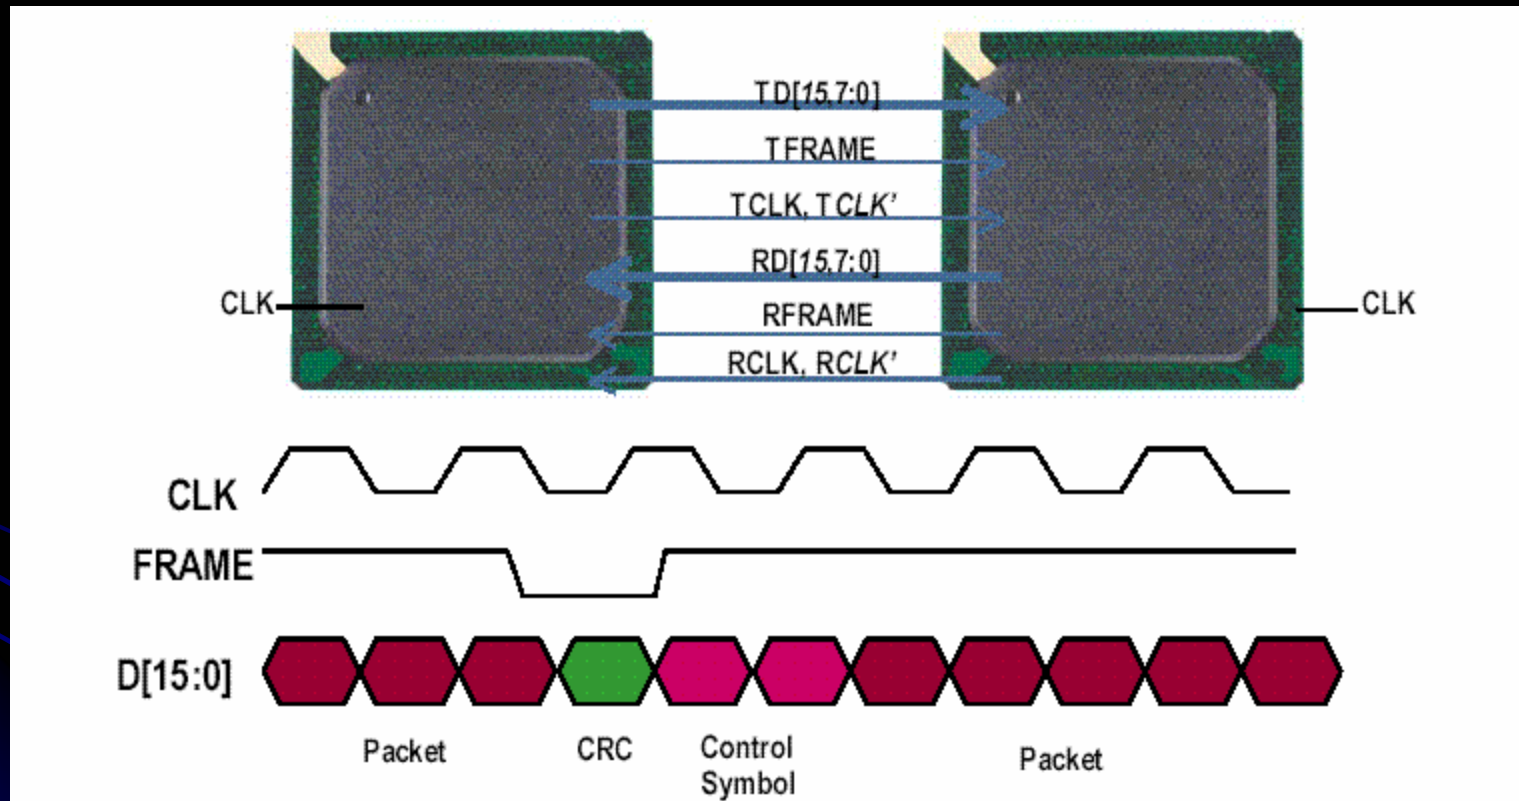 TD[15,7:0]
TFRAME
TCLK, TCLK'
RD[15,7:0]
CLK
RFRAME
CLK
RCLK, RCLK'
CLK
FRAME
D[15:0]
Packet
CRC
Control
Symbol
Packet